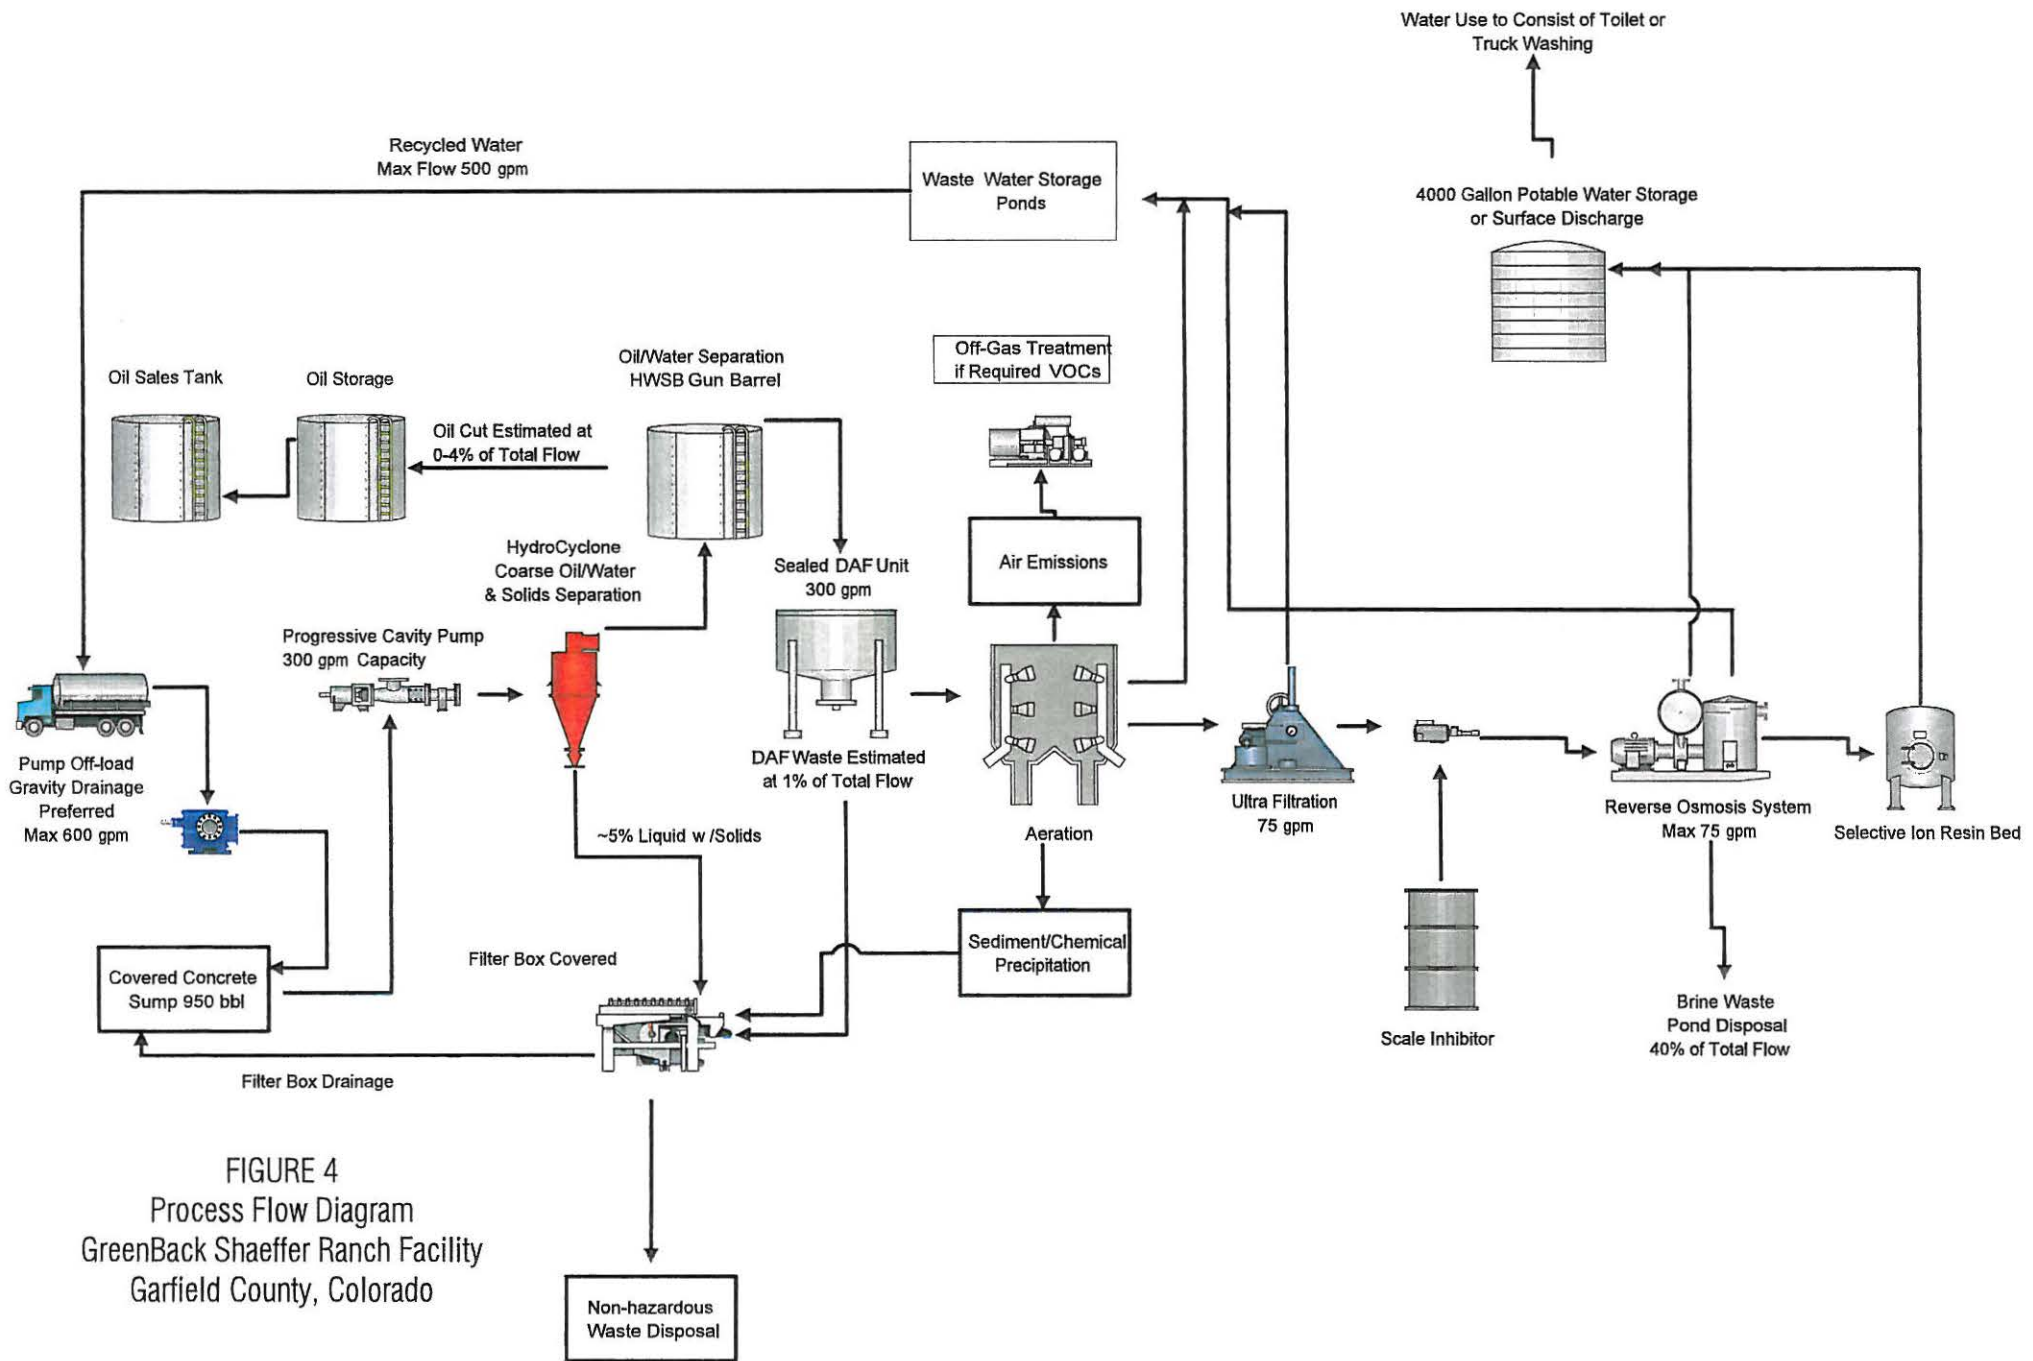 Water Use to Consist of Toilet or
Truck Washing
Recycled Water
Max Flow 500 gpm
Waste Water Storage
Ponds
4000 Gallon Potable Water Storage
or Surface Discharge
Oil Sales Tank
Oil Storage
Oil/Water Separation
HWSB Gun Barrel
Off-Gas Treatment
if Required VOCs
Oil Cut Estimated at
0-4% of Total Flow
HydroCyclone
Coarse Oil/Water
& Solids Separation
Sealed DAF Unit
300 gpm
Air Emissions
Progressive Cavity Pump
300 gpm Capacity
Pump Off-load
Gravity Drainage
Preferred
Max 600 gpm
DAF Waste Estimated
at 1% of Total Flow
Aeration
Ultra Filtration
75 gpm
Reverse Osmosis System
Max 75 gpm
Selective Ion Resin Bed
~5% Liquid w/Solids
Covered Concrete
Sump 950 bbl
Filter Box Covered
Sediment/Chemical
Precipitation
Scale Inhibitor
Brine Waste
Pond Disposal
40% of Total Flow
Filter Box Drainage
FIGURE 4
Process Flow Diagram
GreenBack Shaeffer Ranch Facility
Garfield County, Colorado
Non-hazardous
Waste Disposal